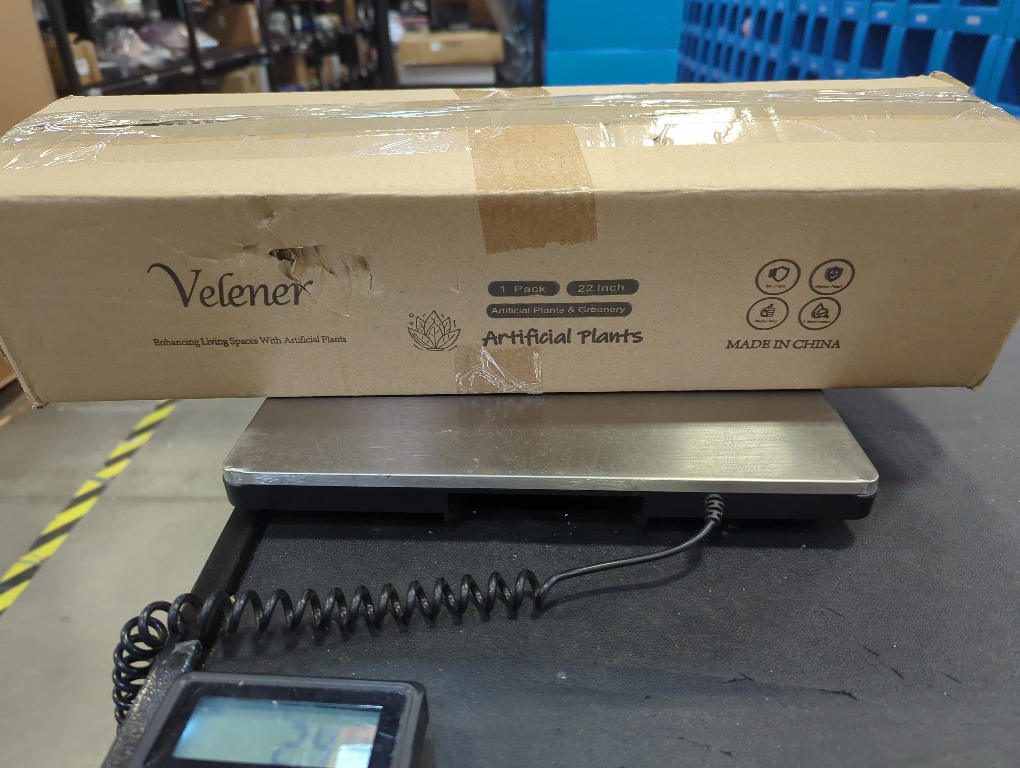 Velener
Enhancing Living Spaces With Artificial Plants
1 Pack
22 Inch
Artificial Plants & Greenery
Artificial Plants
MADE IN CHINA